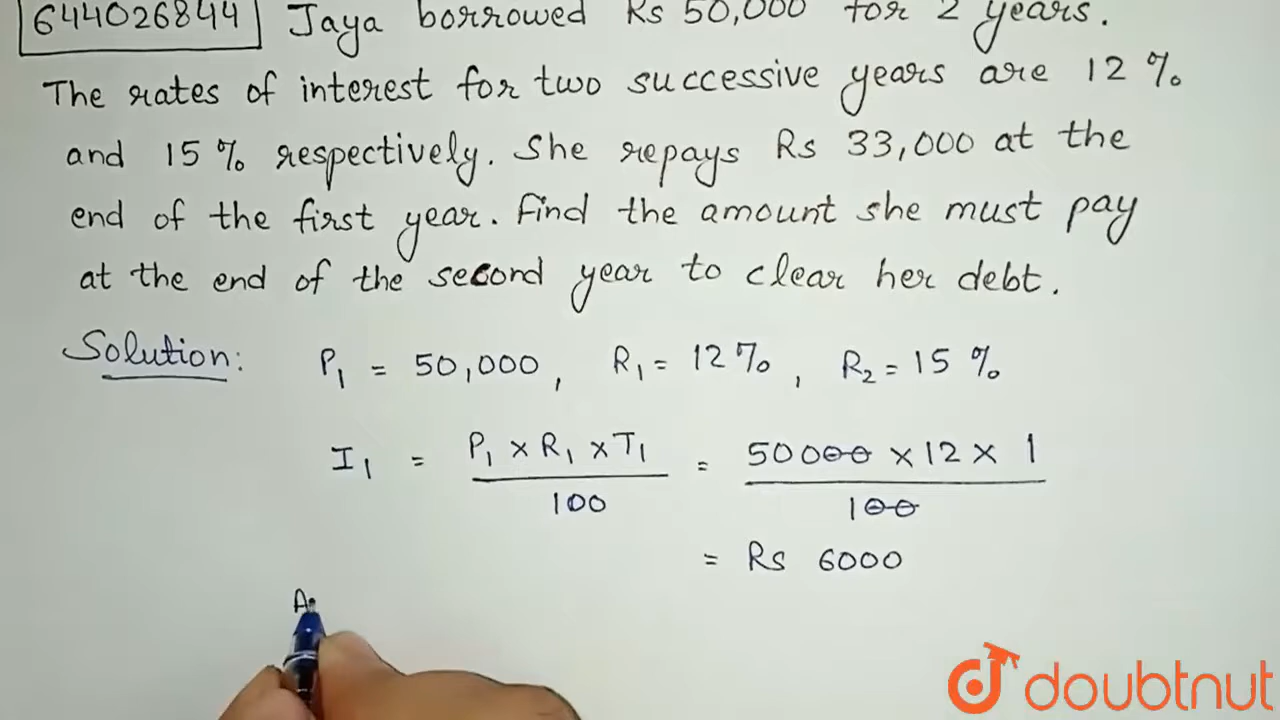 644026844 Jaya borrowed Rs 50,000 for 2 years.
The rates of interest for two successive years are 12 %
and 15 % respectively. She repays Rs 33,000 at the
end of the first year. Find the amount she must pay
at the end of the second year to clear her debt.
Solution: P1 = 50,000, R1 = 12 %, R2 = 15 %
I1 = P1 × R1 × T1 / 100 = 50000 × 12 × 1 / 100
= Rs 6000
A
doubtnut